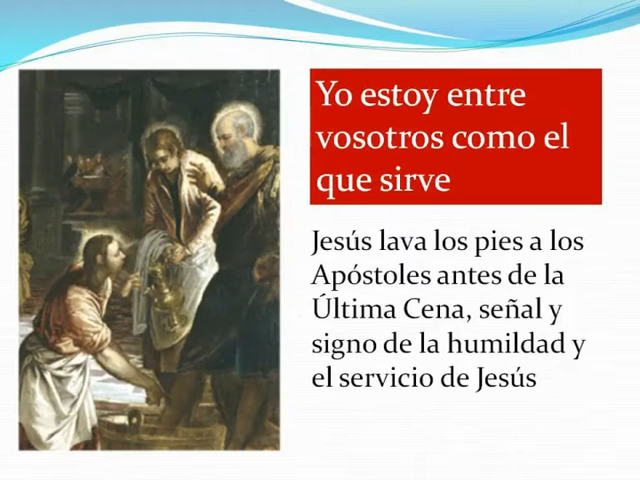 Yo estoy entre
vosotros como el
que sirve
Jesús lava los pies a los
Apóstoles antes de la
Última Cena, señal y
signo de la humildad y
el servicio de Jesús